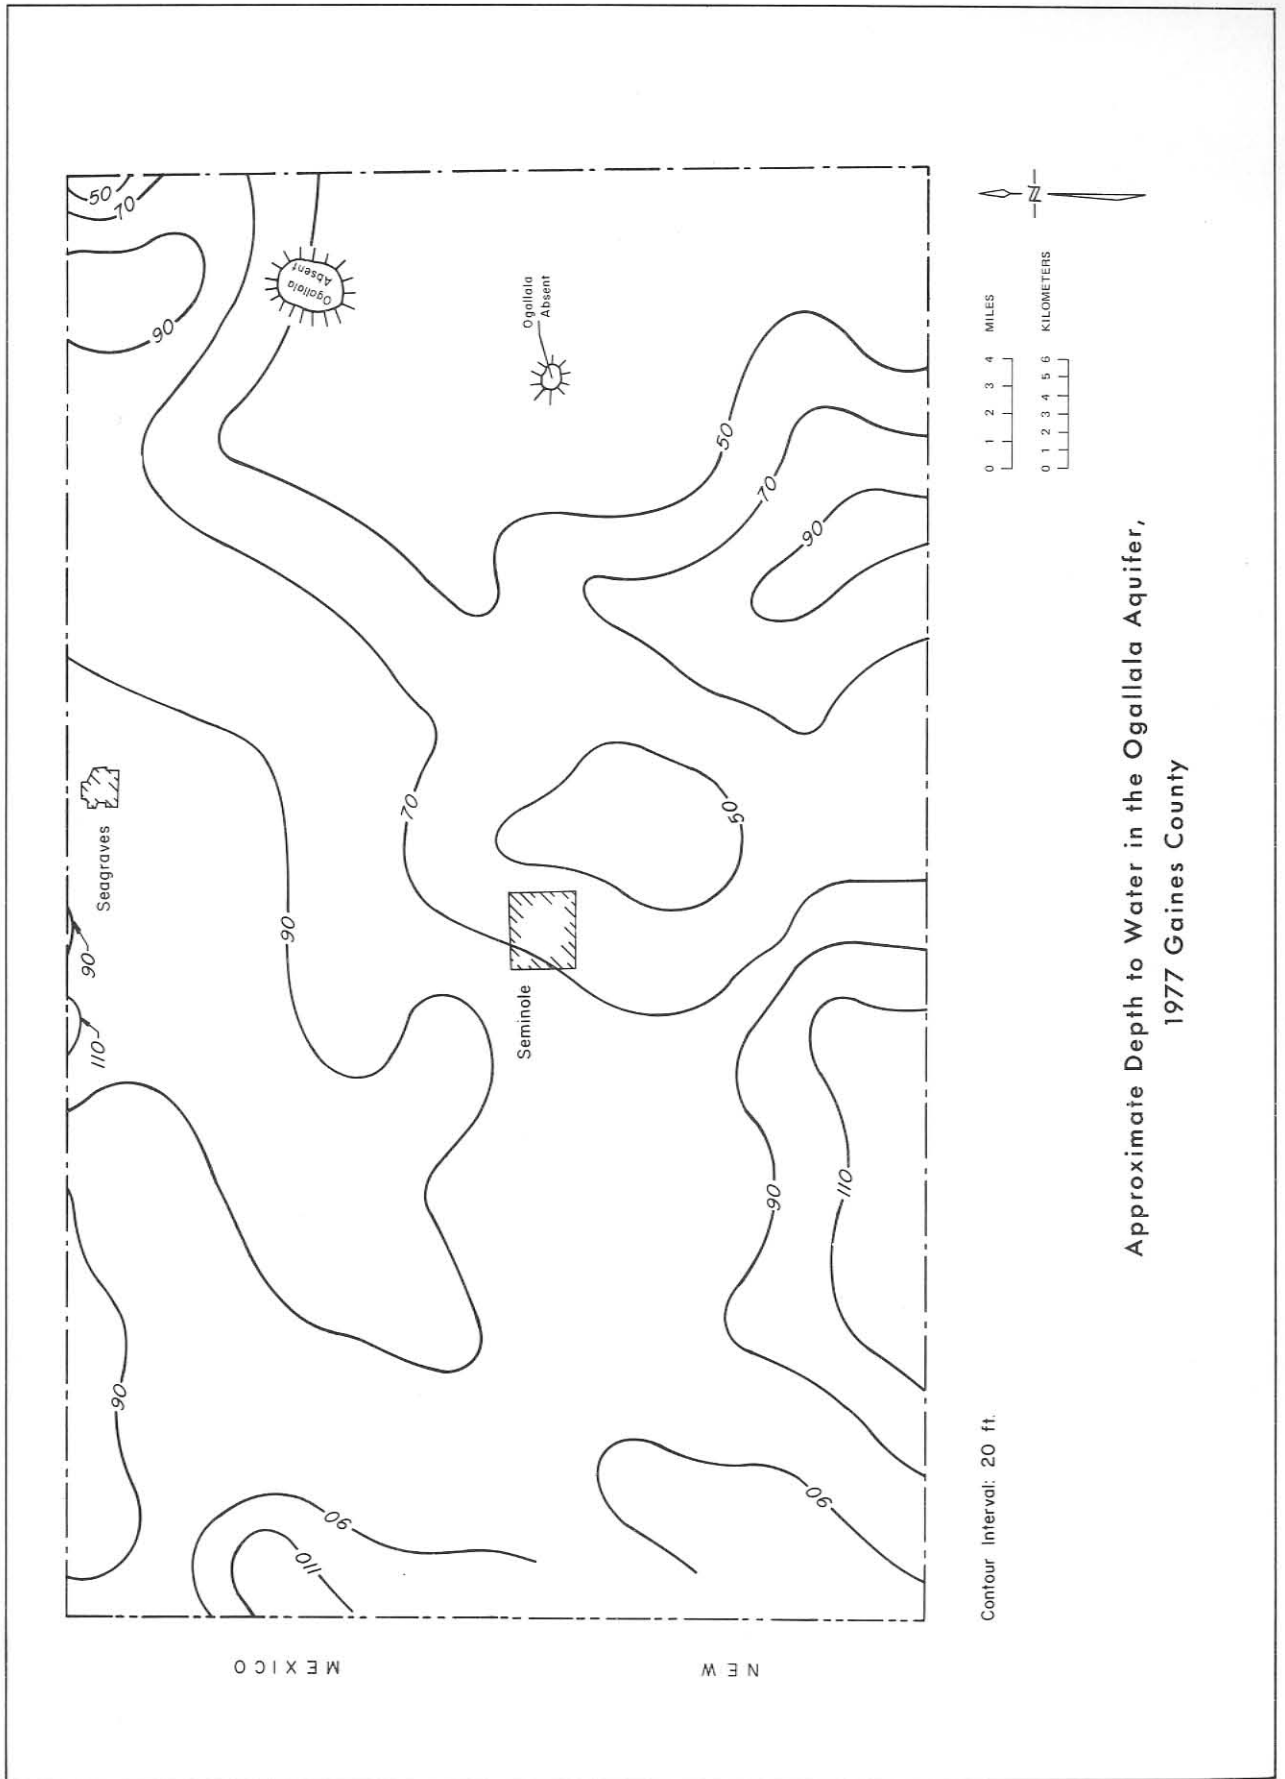 90
110
90
Seagraves
50
70
90
90
MEXICO
110
90
Ogallala
Absent
70
Seminole
Ogallala
Absent
50
50
NEW
70
90
90
90
110
Contour Interval: 20 ft.
0 1 2 3 4 MILES
0 1 2 3 4 5 6 KILOMETERS
N
Approximate Depth to Water in the Ogallala Aquifer,
1977 Gaines County